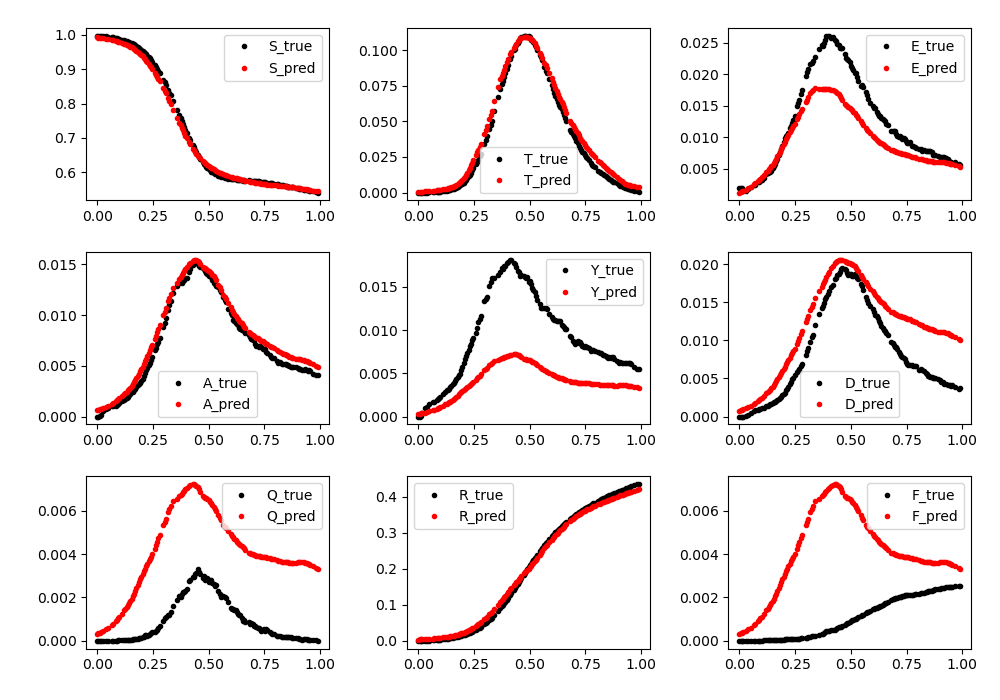 1.0
0.9
0.8
0.7
0.6
0.00 0.25 0.50 0.75 1.00
S_true
S_pred
0.100
0.075
0.050
0.025
0.000
0.00 0.25 0.50 0.75 1.00
T_true
T_pred
0.025
0.020
0.015
0.010
0.005
0.00 0.25 0.50 0.75 1.00
E_true
E_pred
0.015
0.010
0.005
0.000
0.00 0.25 0.50 0.75 1.00
A_true
A_pred
0.015
0.010
0.005
0.000
0.00 0.25 0.50 0.75 1.00
Y_true
Y_pred
0.020
0.015
0.010
0.005
0.000
0.00 0.25 0.50 0.75 1.00
D_true
D_pred
0.006
0.004
0.002
0.000
0.00 0.25 0.50 0.75 1.00
Q_true
Q_pred
0.4
0.3
0.2
0.1
0.0
0.00 0.25 0.50 0.75 1.00
R_true
R_pred
0.006
0.004
0.002
0.000
0.00 0.25 0.50 0.75 1.00
F_true
F_pred